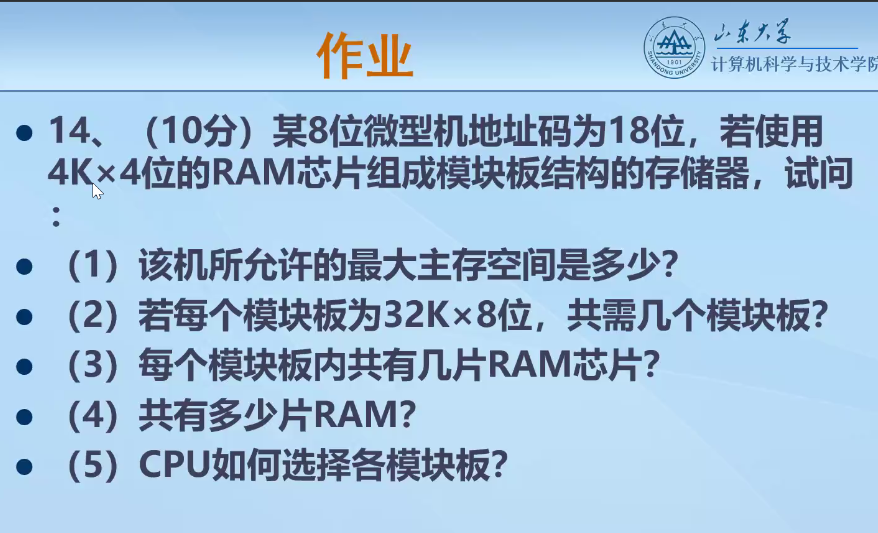 作业
山东大学
计算机科学与技术学院
SHANDONG UNIVERSITY
1901
● 14、（10分）某8位微型机地址码为18位，若使用
4K×4位的RAM芯片组成模块板结构的存储器，试问
：
● （1）该机所允许的最大主存空间是多少？
● （2）若每个模块板为32K×8位，共需几个模块板？
● （3）每个模块板内共有几片RAM芯片？
● （4）共有多少片RAM？
● （5）CPU如何选择各模块板？